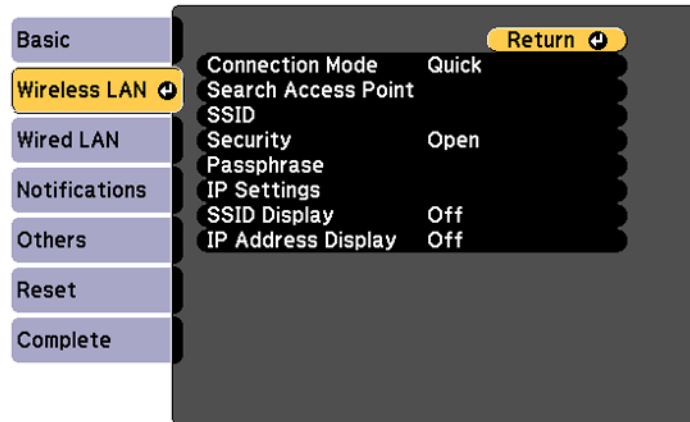 Basic
Wireless LAN
Wired LAN
Notifications
Others
Reset
Complete
Return
Connection Mode Quick
Search Access Point
SSID
Security Open
Passphrase
IP Settings
SSID Display Off
IP Address Display Off